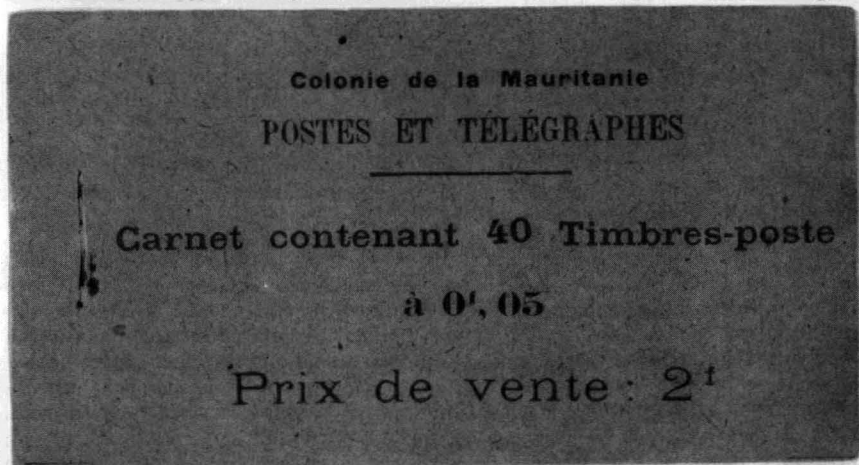 Colonie de la Mauritanie
POSTES ET TÉLÉGRAPHES
Carnet contenant 40 Timbres-poste
à 0ᶠ,05
Prix de vente : 2ᶠ